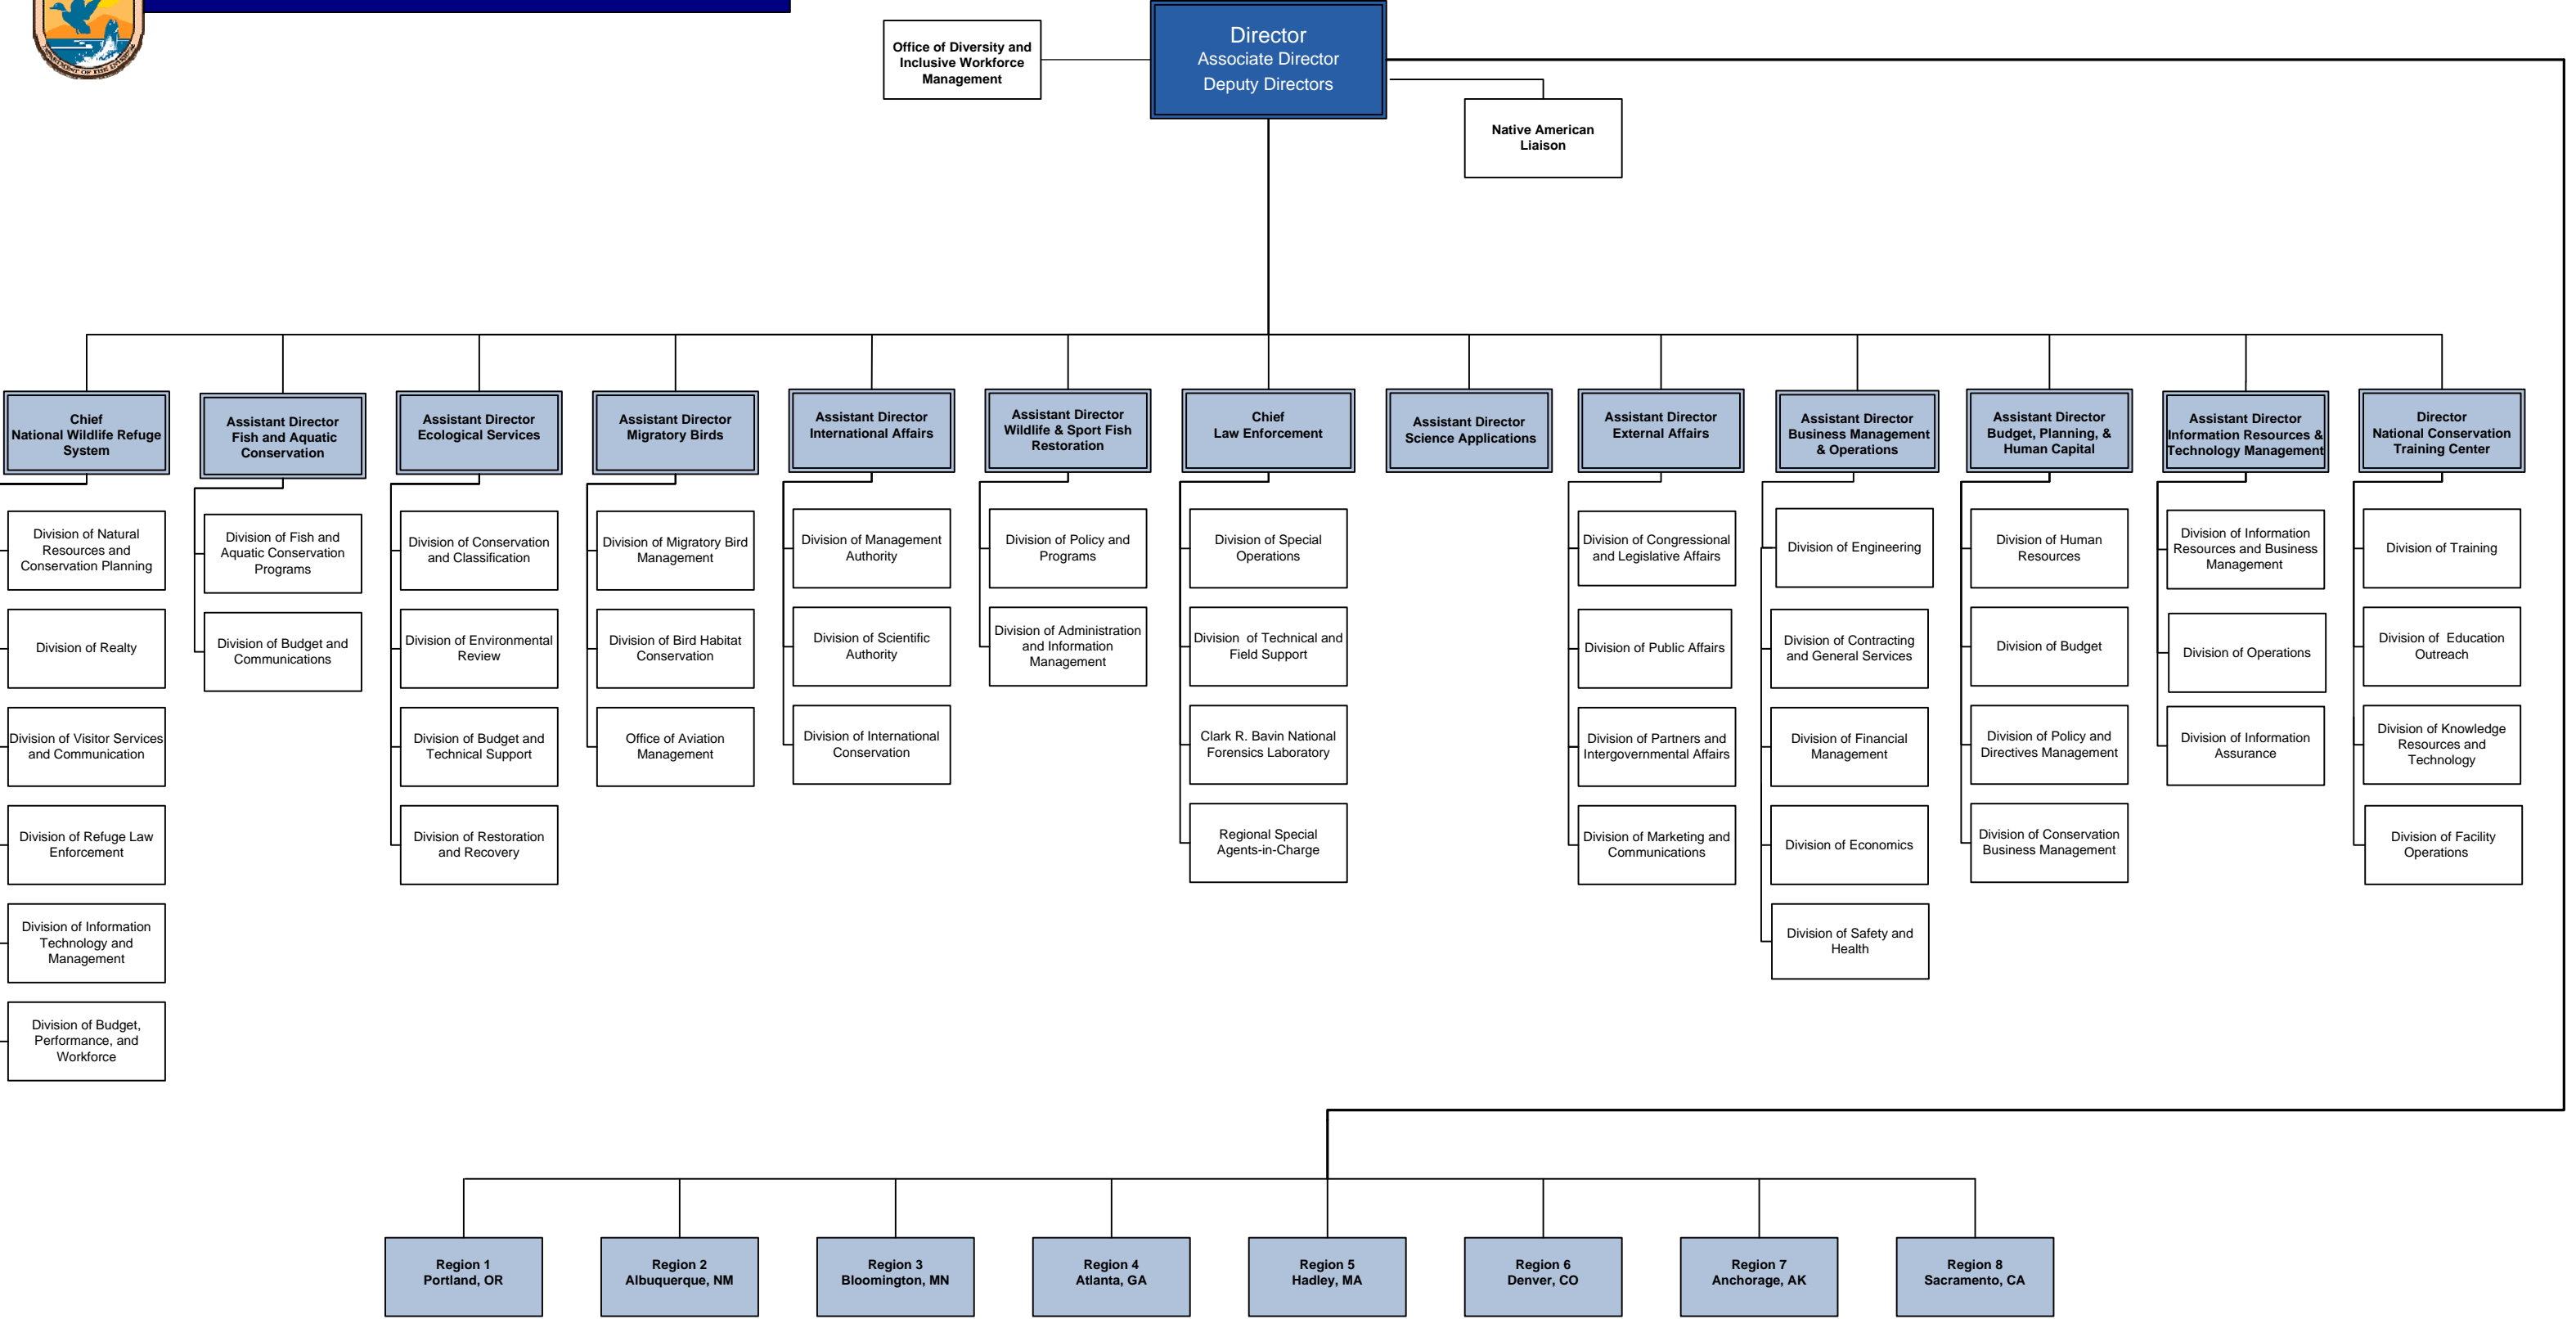 Director
Associate Director
Deputy Directors
Office of Diversity and
Inclusive Workforce
Management
Native American
Liaison
Chief
National Wildlife Refuge
System
Assistant Director
Fish and Aquatic
Conservation
Assistant Director
Ecological Services
Assistant Director
Migratory Birds
Assistant Director
International Affairs
Assistant Director
Wildlife & Sport Fish
Restoration
Chief
Law Enforcement
Assistant Director
Science Applications
Assistant Director
External Affairs
Assistant Director
Business Management
& Operations
Assistant Director
Budget, Planning, &
Human Capital
Assistant Director
Information Resources &
Technology Management
Director
National Conservation
Training Center
Division of Natural
Resources and
Conservation Planning
Division of Realty
Division of Visitor Services
and Communication
Division of Refuge Law
Enforcement
Division of Information
Technology and
Management
Division of Budget,
Performance, and
Workforce
Division of Fish and
Aquatic Conservation
Programs
Division of Budget and
Communications
Division of Conservation
and Classification
Division of Environmental
Review
Division of Budget and
Technical Support
Division of Restoration
and Recovery
Division of Migratory Bird
Management
Division of Bird Habitat
Conservation
Office of Aviation
Management
Division of Management
Authority
Division of Scientific
Authority
Division of International
Conservation
Division of Policy and
Programs
Division of Administration
and Information
Management
Division of Special
Operations
Division of Technical and
Field Support
Clark R. Bavin National
Forensics Laboratory
Regional Special
Agents-in-Charge
Division of Congressional
and Legislative Affairs
Division of Public Affairs
Division of Partners and
Intergovernmental Affairs
Division of Marketing and
Communications
Division of Engineering
Division of Contracting
and General Services
Division of Financial
Management
Division of Economics
Division of Safety and
Health
Division of Human
Resources
Division of Budget
Division of Policy and
Directives Management
Division of Conservation
Business Management
Division of Information
Resources and Business
Management
Division of Operations
Division of Information
Assurance
Division of Training
Division of Education
Outreach
Division of Knowledge
Resources and
Technology
Division of Facility
Operations
Region 1
Portland, OR
Region 2
Albuquerque, NM
Region 3
Bloomington, MN
Region 4
Atlanta, GA
Region 5
Hadley, MA
Region 6
Denver, CO
Region 7
Anchorage, AK
Region 8
Sacramento, CA